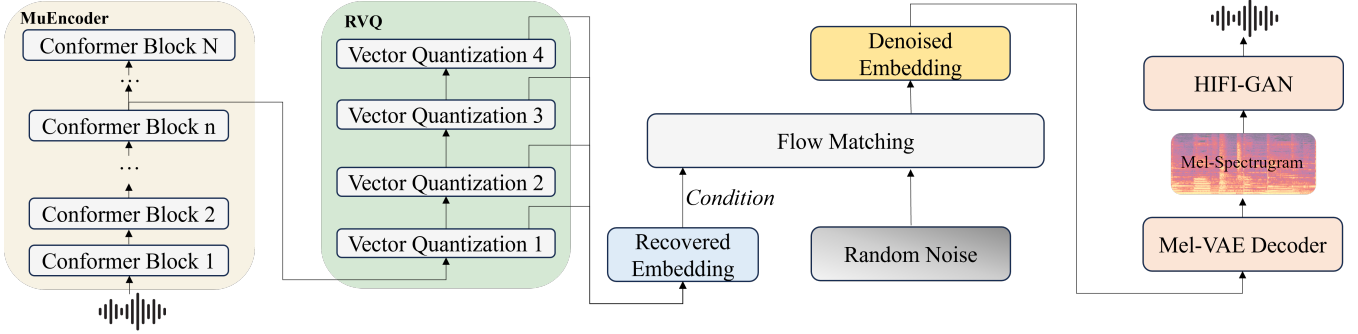 MuEncoder
Conformer Block N
...
Conformer Block n
...
Conformer Block 2
Conformer Block 1
RVQ
Vector Quantization 4
Vector Quantization 3
Vector Quantization 2
Vector Quantization 1
Denoised
Embedding
Flow Matching
Condition
Recovered
Embedding
Random Noise
HIFI-GAN
Mel-Spectrugram
Mel-VAE Decoder